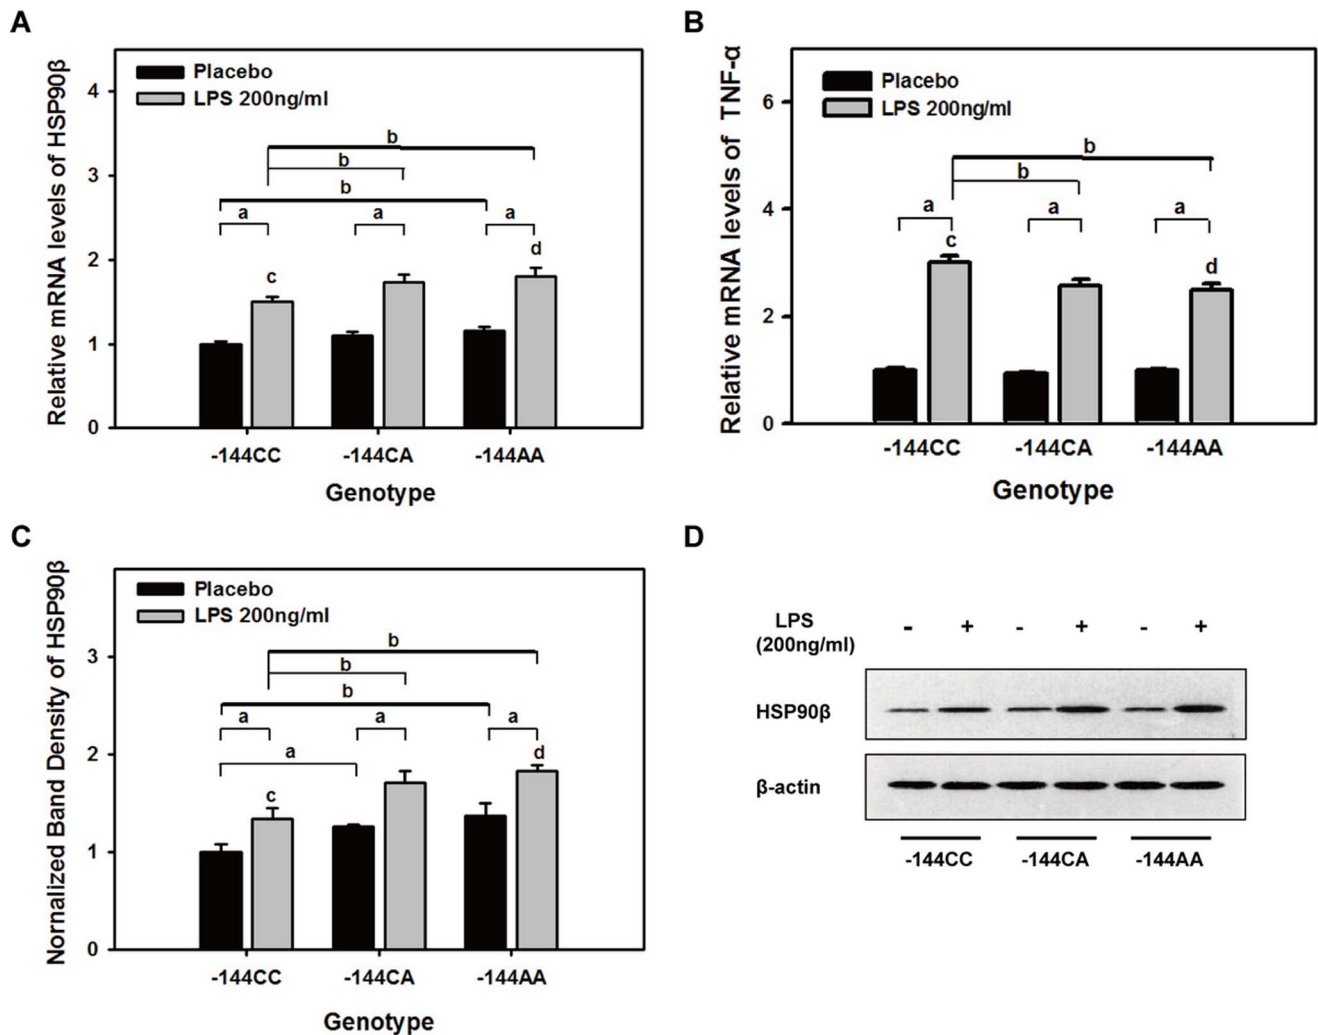 A
Relative mRNA levels of HSP90β
4
3
2
1
0
Placebo
LPS 200ng/ml
b
b
b
a
a
a
c
d
-144CC
-144CA
-144AA
Genotype
B
Relative mRNA levels of TNF-α
6
4
2
0
Placebo
LPS 200ng/ml
b
b
a
a
a
c
d
-144CC
-144CA
-144AA
Genotype
C
Nornalized Band Density of HSP90β
3
2
1
0
Placebo
LPS 200ng/ml
b
b
b
a
a
a
a
c
d
-144CC
-144CA
-144AA
Genotype
D
LPS
(200ng/ml)
- + - + - +
HSP90β
β-actin
-144CC
-144CA
-144AA